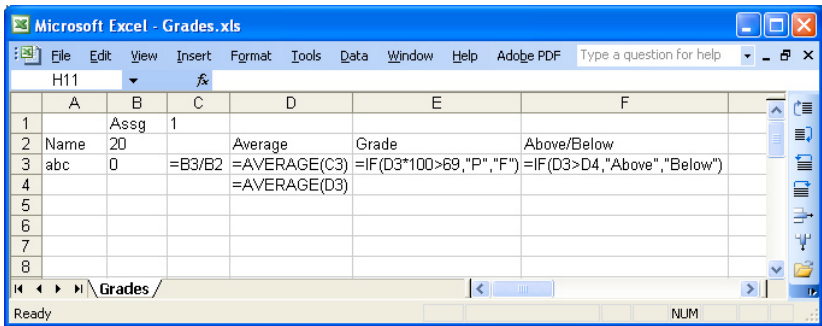 Microsoft Excel - Grades.xls
File Edit View Insert Format Tools Data Window Help Adobe PDF Type a question for help
H11 fx
A B C D E F
1 Assg 1
2 Name 20 Average Grade Above/Below
3 abc 0 =B3/B2 =AVERAGE(C3) =IF(D3*100>69,"P","F") =IF(D3>D4,"Above","Below")
4 =AVERAGE(D3)
5
6
7
8
Grades
Ready NUM